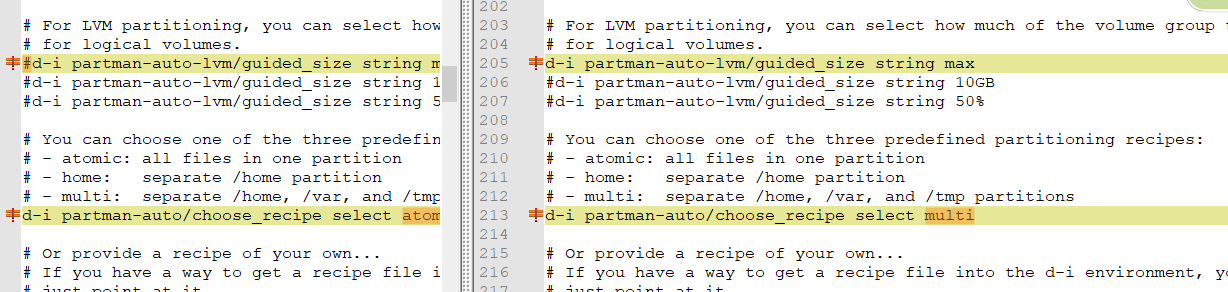 # For LVM partitioning, you can select how
# for logical volumes.
#d-i partman-auto-lvm/guided_size string m
#d-i partman-auto-lvm/guided_size string 1
#d-i partman-auto-lvm/guided_size string 5
# You can choose one of the three predefin
# - atomic: all files in one partition
# - home:   separate /home partition
# - multi:  separate /home, /var, and /tmp
d-i partman-auto/choose_recipe select atom
# Or provide a recipe of your own...
# If you have a way to get a recipe file i
# just point at it
202
203 # For LVM partitioning, you can select how much of the volume group
204 # for logical volumes.
205 d-i partman-auto-lvm/guided_size string max
206 #d-i partman-auto-lvm/guided_size string 10GB
207 #d-i partman-auto-lvm/guided_size string 50%
208
209 # You can choose one of the three predefined partitioning recipes:
210 # - atomic: all files in one partition
211 # - home:   separate /home partition
212 # - multi:  separate /home, /var, and /tmp partitions
213 d-i partman-auto/choose_recipe select multi
214
215 # Or provide a recipe of your own...
216 # If you have a way to get a recipe file into the d-i environment, y
217 # just point at it